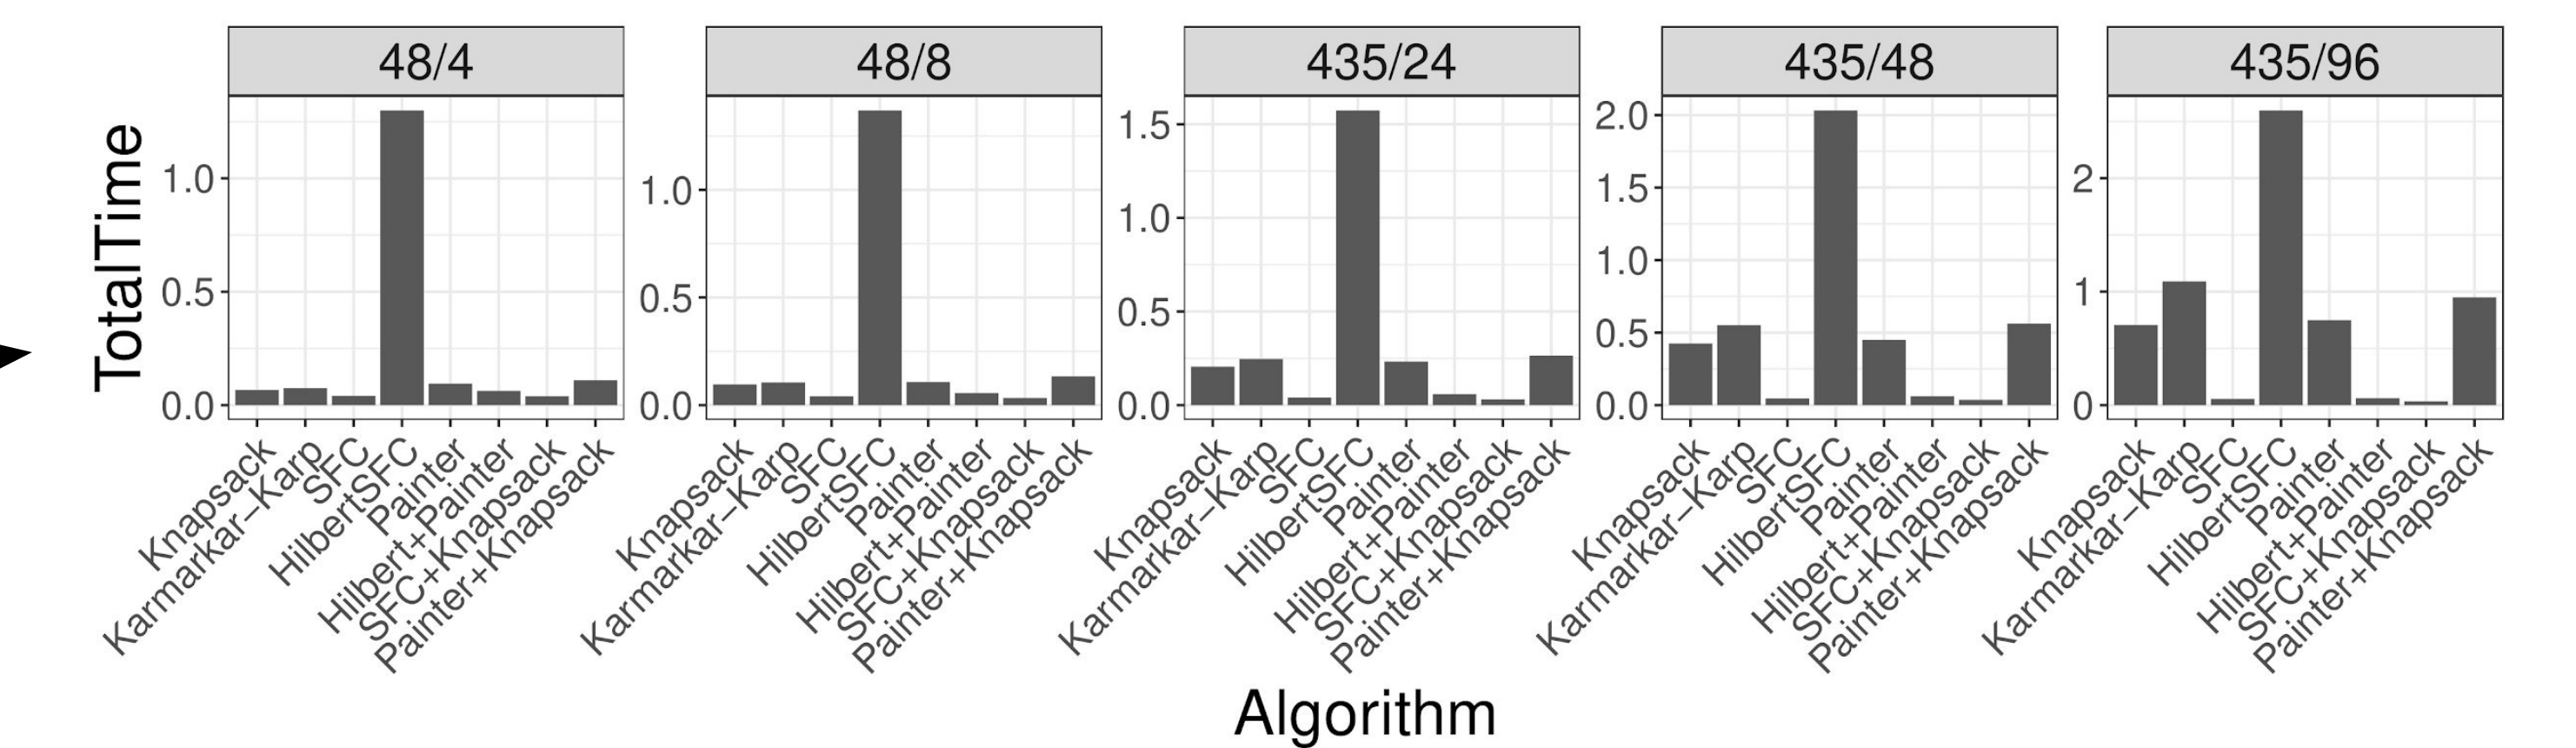 48/4
48/8
435/24
435/48
435/96
TotalTime
1.0
0.5
0.0
1.0
0.5
0.0
1.5
1.0
0.5
0.0
2.0
1.5
1.0
0.5
0.0
2
1
0
Knapsack
Karmarkar–Karp
SFC
HilbertSFC
Painter
Hilbert+Painter
SFC+Knapsack
Painter+Knapsack
Knapsack
Karmarkar–Karp
SFC
HilbertSFC
Painter
Hilbert+Painter
SFC+Knapsack
Painter+Knapsack
Knapsack
Karmarkar–Karp
SFC
HilbertSFC
Painter
Hilbert+Painter
SFC+Knapsack
Painter+Knapsack
Knapsack
Karmarkar–Karp
SFC
HilbertSFC
Painter
Hilbert+Painter
SFC+Knapsack
Painter+Knapsack
Knapsack
Karmarkar–Karp
SFC
HilbertSFC
Painter
Hilbert+Painter
SFC+Knapsack
Painter+Knapsack
Algorithm